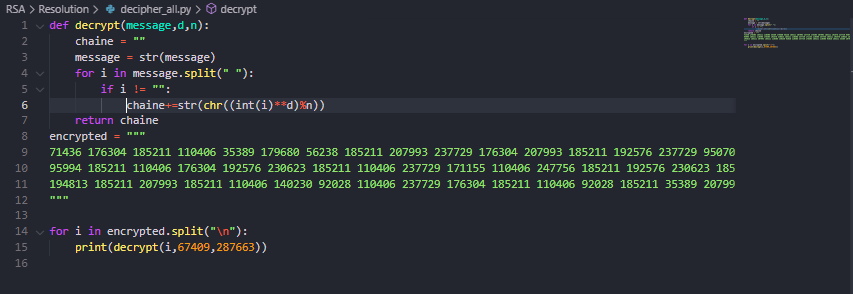 RSA > Resolution > decipher_all.py > decrypt
1 def decrypt(message,d,n):
2 chaine = ""
3 message = str(message)
4 for i in message.split(" "):
5 if i != "":
6 chaine+=str(chr((int(i)**d)%n))
7 return chaine
8 encrypted = """
9 71436 176304 185211 110406 35389 179680 56238 185211 207993 237729 176304 207993 185211 192576 237729 95070
10 95994 185211 110406 176304 192576 230623 185211 110406 237729 171155 110406 247756 185211 192576 230623 185
11 194813 185211 207993 185211 110406 140230 92028 110406 237729 176304 185211 110406 92028 185211 35389 20799
12 """
13
14 for i in encrypted.split("\n"):
15 print(decrypt(i,67409,287663))
16